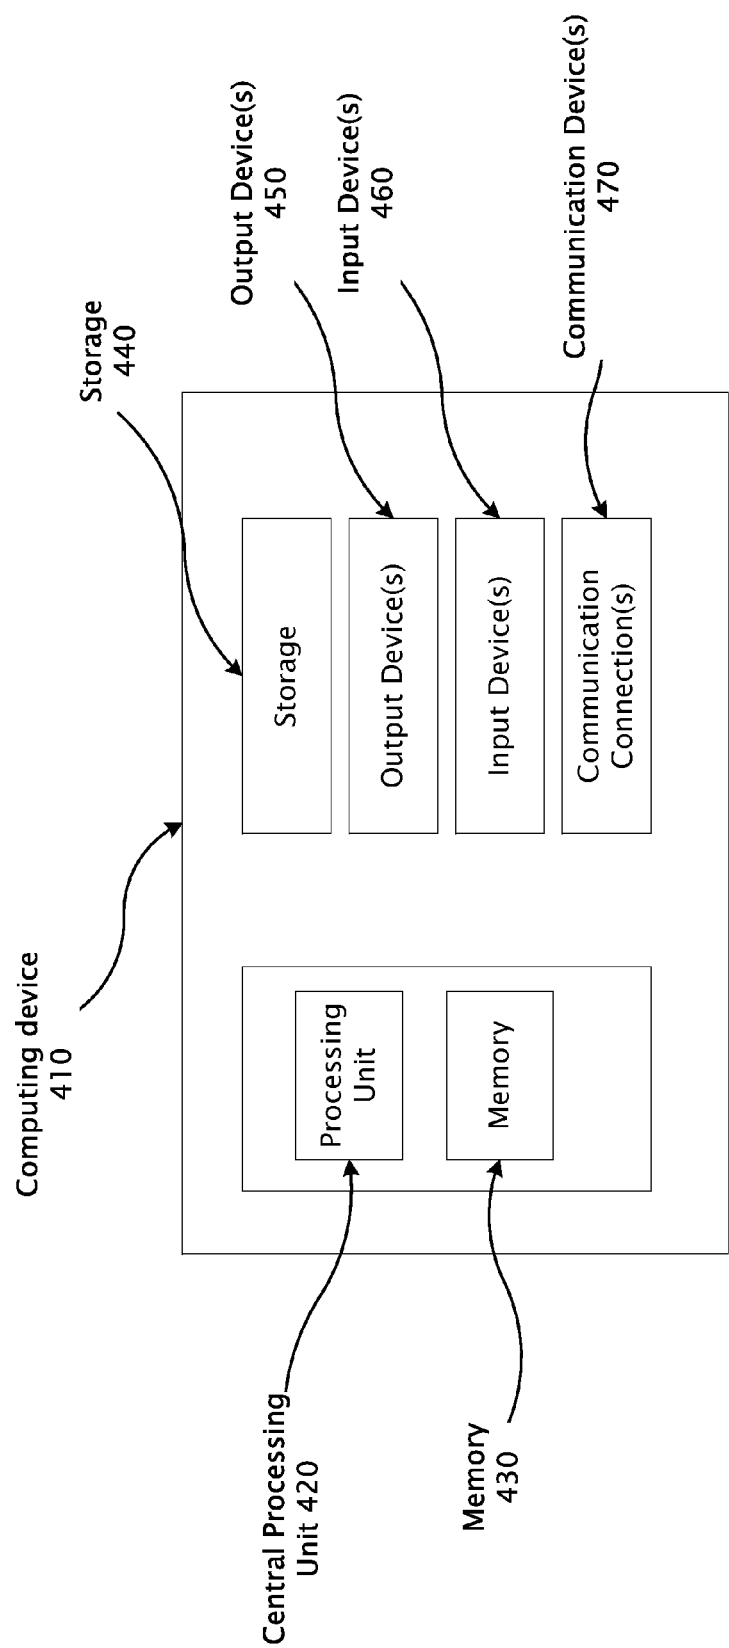 Computing device
410
Storage
440
Output Device(s)
450
Input Device(s)
460
Communication Device(s)
470
Central Processing
Unit 420
Memory
430
Processing
Unit
Memory
Storage
Output Device(s)
Input Device(s)
Communication
Connection(s)